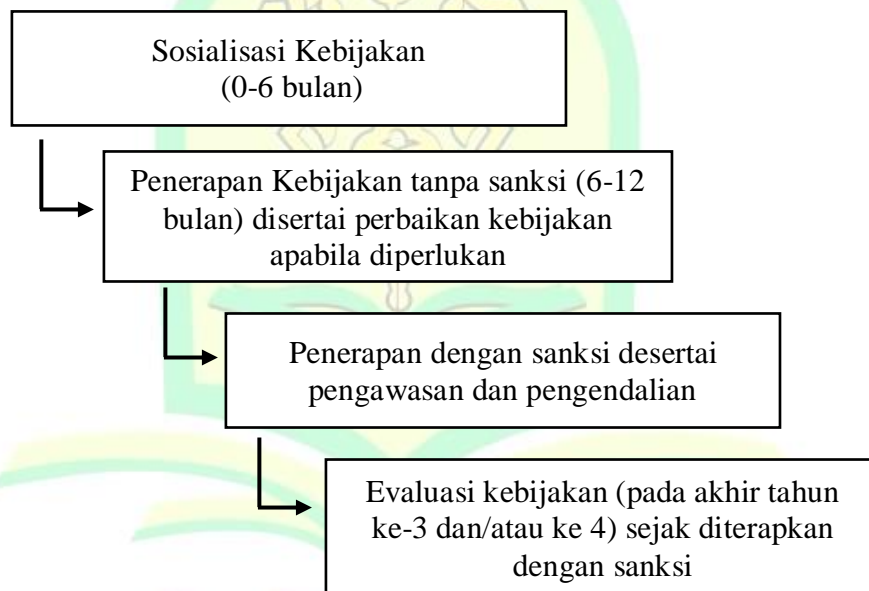 Sosialisasi Kebijakan
(0-6 bulan)
Penerapan Kebijakan tanpa sanksi (6-12
bulan) disertai perbaikan kebijakan
apabila diperlukan
Penerapan dengan sanksi desertai
pengawasan dan pengendalian
Evaluasi kebijakan (pada akhir tahun
ke-3 dan/atau ke 4) sejak diterapkan
dengan sanksi